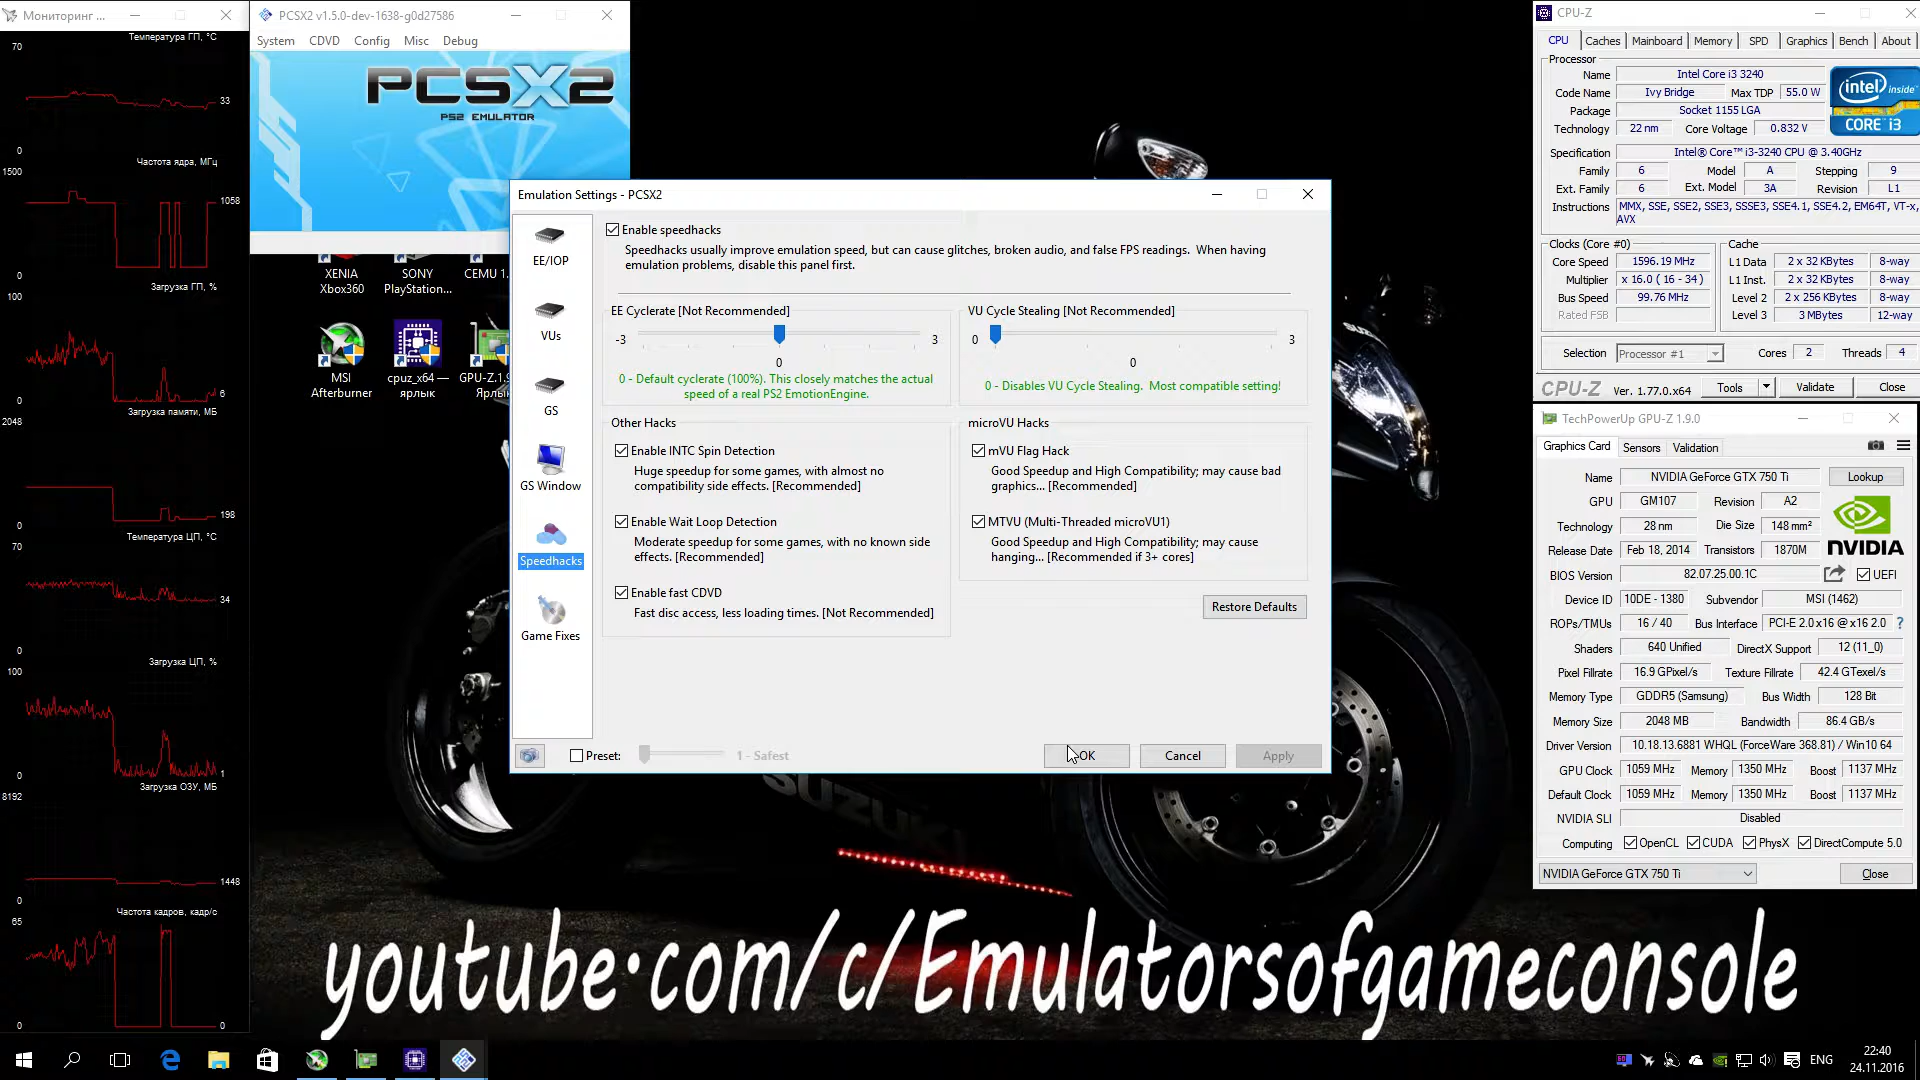 Мониторинг ...
Температура ГП, °C
70
33
0
Частота ядра, МГц
1500
1058
0
Загрузка ГП, %
100
6
0
Загрузка памяти, МБ
2048
198
0
Температура ЦП, °C
70
34
0
Загрузка ЦП, %
100
1
0
Загрузка ОЗУ, МБ
8192
1448
0
Частота кадров, кадр/с
65
0
0
PCSX2 v1.5.0-dev-1638-g0d27586
System CDVD Config Misc Debug
PCSX2
PS2 EMULATOR
XENIA Xbox360
SONY PlayStation...
CEMU 1.
MSI Afterburner
cpuz_x64 — ярлык
GPU-Z.1.9
Ярлы
Emulation Settings - PCSX2
EE/IOP
VUs
GS
GS Window
Speedhacks
Game Fixes
Enable speedhacks
Speedhacks usually improve emulation speed, but can cause glitches, broken audio, and false FPS readings. When having
emulation problems, disable this panel first.
EE Cyclerate [Not Recommended]
-3 3
0
0 - Default cyclerate (100%). This closely matches the actual
speed of a real PS2 EmotionEngine.
VU Cycle Stealing [Not Recommended]
0 3
0
0 - Disables VU Cycle Stealing. Most compatible setting!
Other Hacks
Enable INTC Spin Detection
Huge speedup for some games, with almost no
compatibility side effects. [Recommended]
Enable Wait Loop Detection
Moderate speedup for some games, with no known side
effects. [Recommended]
Enable fast CDVD
Fast disc access, less loading times. [Not Recommended]
microVU Hacks
mVU Flag Hack
Good Speedup and High Compatibility; may cause bad
graphics... [Recommended]
MTVU (Multi-Threaded microVU1)
Good Speedup and High Compatibility; may cause
hanging... [Recommended if 3+ cores]
Restore Defaults
Preset: 1 - Safest
OK Cancel Apply
SUZUKI
youtube.com/c/Emulatorsofgameconsole
CPU-Z
CPU Caches Mainboard Memory SPD Graphics Bench About
Processor
Name Intel Core i3 3240
Code Name Ivy Bridge Max TDP 55.0 W
Package Socket 1155 LGA
Technology 22 nm Core Voltage 0.832 V
intel inside™
CORE i3
Specification Intel® Core™ i3-3240 CPU @ 3.40GHz
Family 6 Model A Stepping 9
Ext. Family 6 Ext. Model 3A Revision L1
Instructions MMX, SSE, SSE2, SSE3, SSSE3, SSE4.1, SSE4.2, EM64T, VT-x,
AVX
Clocks (Core #0)
Core Speed 1596.19 MHz
Multiplier x 16.0 ( 16 - 34 )
Bus Speed 99.76 MHz
Rated FSB
Cache
L1 Data 2 x 32 KBytes 8-way
L1 Inst. 2 x 32 KBytes 8-way
Level 2 2 x 256 KBytes 8-way
Level 3 3 MBytes 12-way
Selection Processor #1 Cores 2 Threads 4
CPU-Z Ver. 1.77.0.x64 Tools Validate Close
TechPowerUp GPU-Z 1.9.0
Graphics Card Sensors Validation
Name NVIDIA GeForce GTX 750 Ti Lookup
GPU GM107 Revision A2
Technology 28 nm Die Size 148 mm²
Release Date Feb 18, 2014 Transistors 1870M
NVIDIA
BIOS Version 82.07.25.00.1C UEFI
Device ID 10DE - 1380 Subvendor MSI (1462)
ROPs/TMUs 16 / 40 Bus Interface PCI-E 2.0 x16 @ x16 2.0 ?
Shaders 640 Unified DirectX Support 12 (11_0)
Pixel Fillrate 16.9 GPixel/s Texture Fillrate 42.4 GTexel/s
Memory Type GDDR5 (Samsung) Bus Width 128 Bit
Memory Size 2048 MB Bandwidth 86.4 GB/s
Driver Version 10.18.13.6881 WHQL (ForceWare 368.81) / Win10 64
GPU Clock 1059 MHz Memory 1350 MHz Boost 1137 MHz
Default Clock 1059 MHz Memory 1350 MHz Boost 1137 MHz
NVIDIA SLI Disabled
Computing OpenCL CUDA PhysX DirectCompute 5.0
NVIDIA GeForce GTX 750 Ti Close
ENG
22:40
24.11.2016